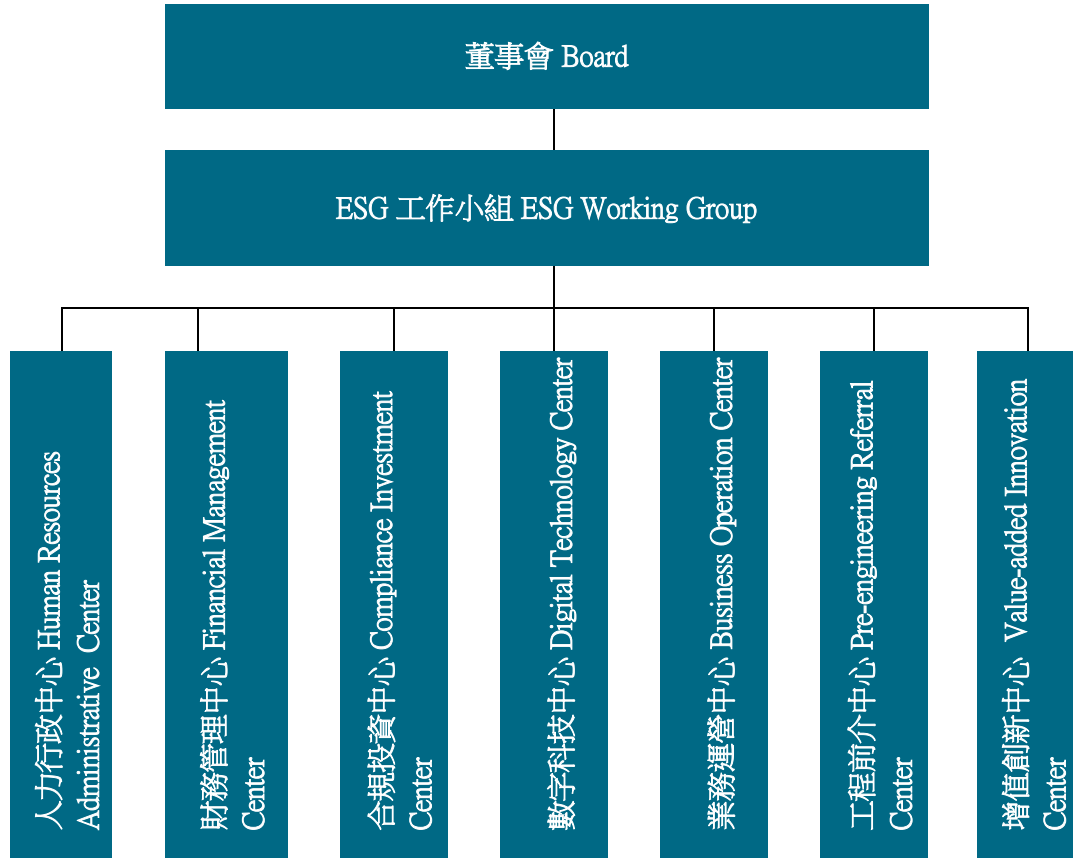 董事會 Board
ESG 工作小組 ESG Working Group
人力行政中心 Human Resources
Administrative Center
財務管理中心 Financial Management
Center
合規投資中心 Compliance Investment
Center
數字科技中心 Digital Technology Center
業務運營中心 Business Operation Center
工程前介中心 Pre-engineering Referral
Center
增值創新中心 Value-added Innovation
Center